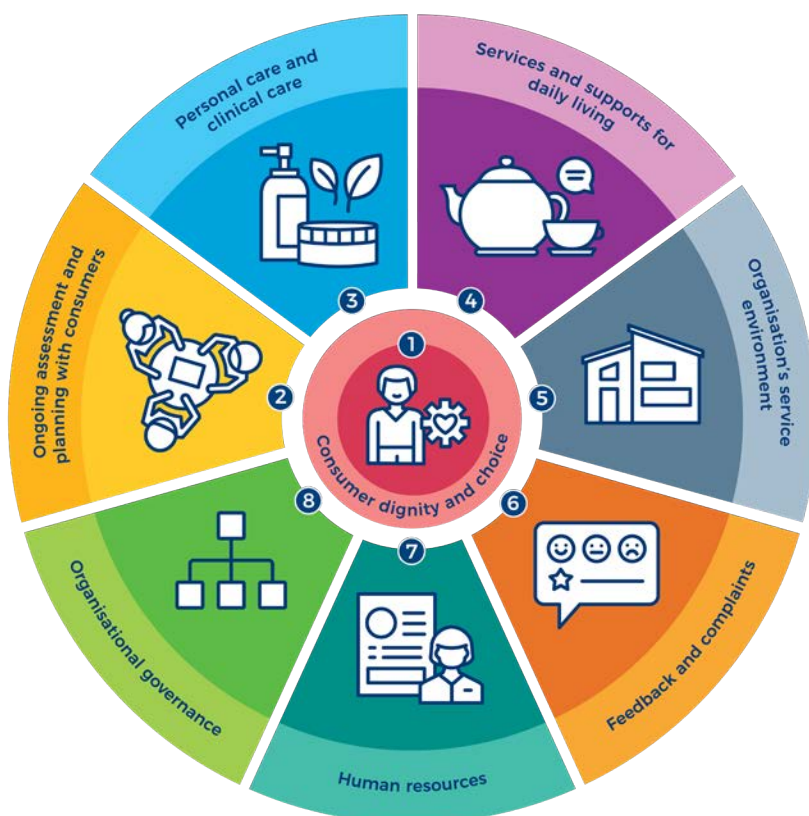 1
Consumer dignity and choice
2
Ongoing assessment and
planning with consumers
3
Personal care and
clinical care
4
Services and supports for
daily living
5
Organisation's service
environment
6
Feedback and complaints
7
Human resources
8
Organisational governance